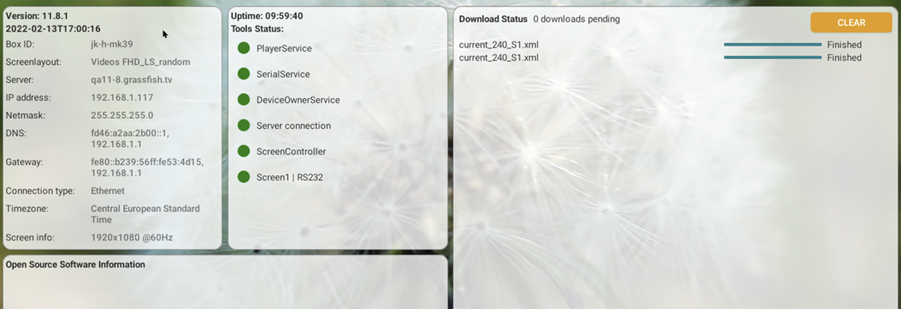 Version: 11.8.1
2022-02-13T17:00:16
Box ID: jk-h-mk39
Screenlayout: Videos FHD_LS_random
Server: qa11-8.grassfish.tv
IP address: 192.168.1.117
Netmask: 255.255.255.0
DNS: fd46:a2aa:2b00::1,
192.168.1.1
Gateway: fe80::b239:56ff:fe53:4d15,
192.168.1.1
Connection type: Ethernet
Timezone: Central European Standard
Time
Screen info: 1920x1080 @60Hz
Uptime: 09:59:40
Tools Status:
PlayerService
SerialService
DeviceOwnerService
Server connection
ScreenController
Screen1 | RS232
Download Status 0 downloads pending
CLEAR
current_240_S1.xml Finished
current_240_S1.xml Finished
Open Source Software Information